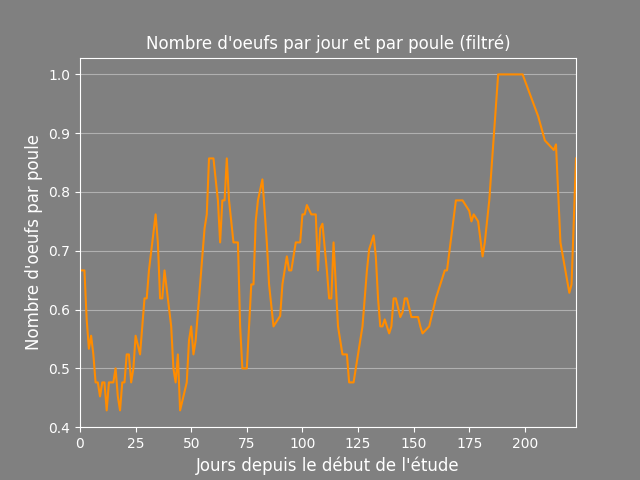 Nombre d'oeufs par jour et par poule (filtré)
Nombre d'oeufs par poule
1.0
0.9
0.8
0.7
0.6
0.5
0.4
0 25 50 75 100 125 150 175 200
Jours depuis le début de l'étude